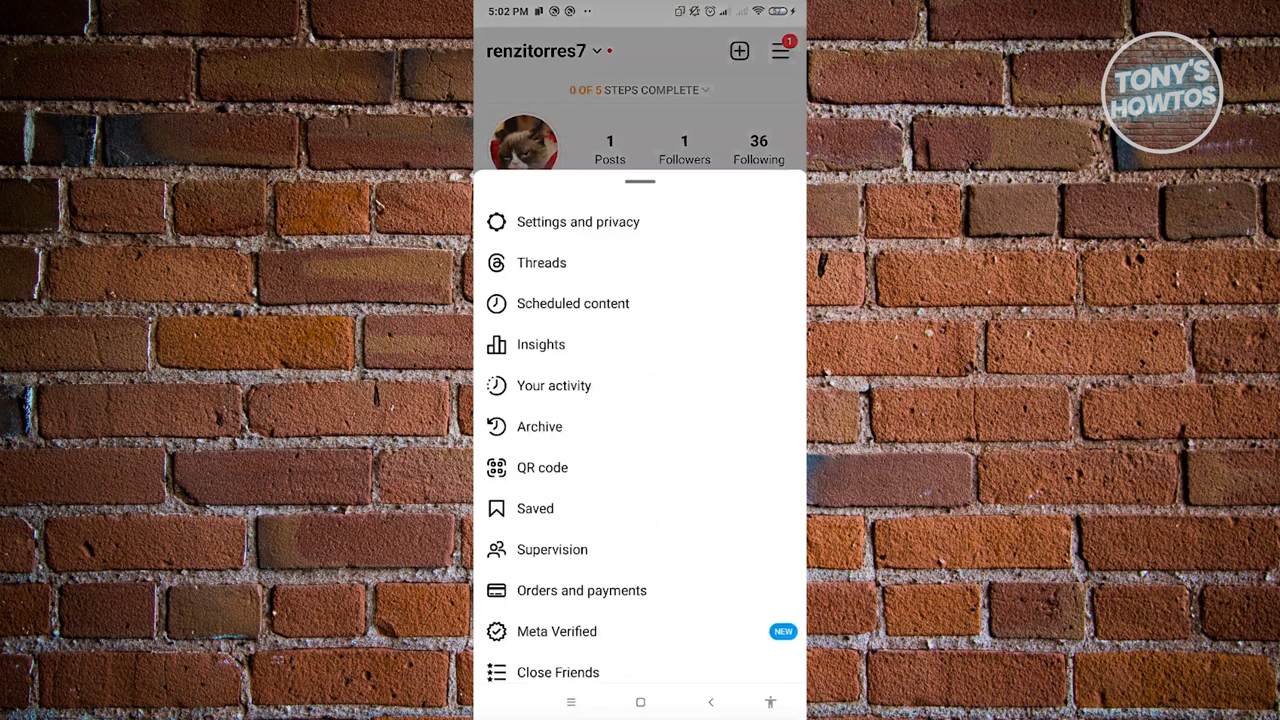 5:02 PM
renzitorres7
1
0 OF 5 STEPS COMPLETE
1
Posts
1
Followers
36
Following
Settings and privacy
Threads
Scheduled content
Insights
Your activity
Archive
QR code
Saved
Supervision
Orders and payments
Meta Verified
NEW
Close Friends
TONY'S
HOWTOS